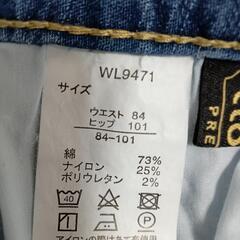 WL9471
サイズ
ウエスト 84
ヒップ 101
84-101
綿 73%
ナイロン 25%
ポリウレタン 2%
40
PRE